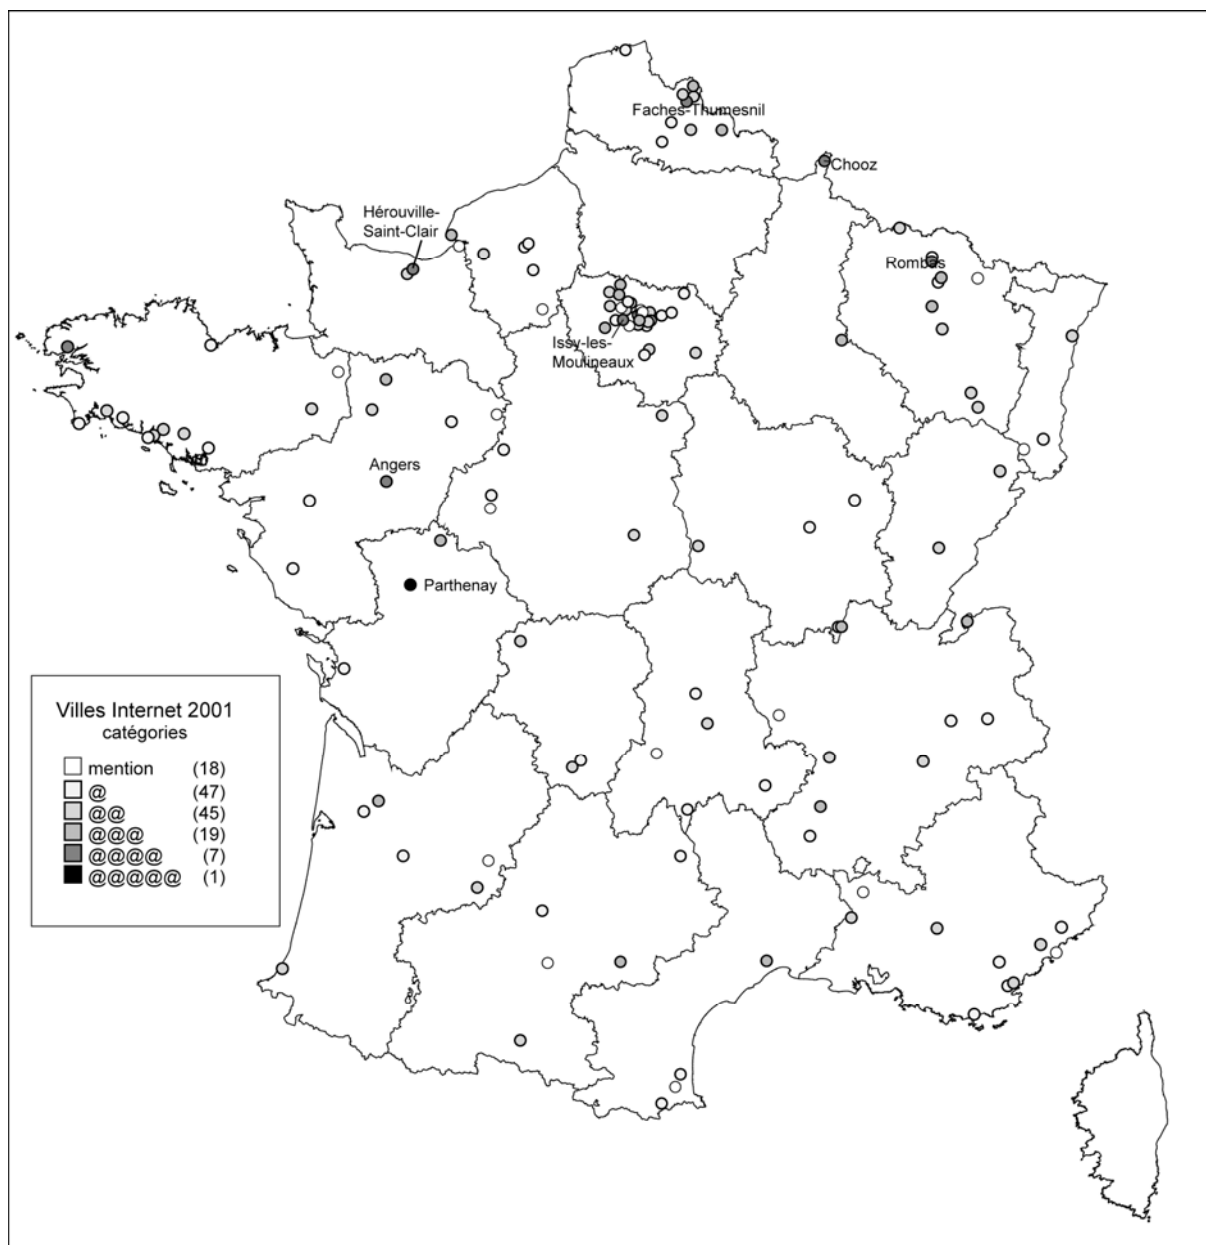 Faches-Thumesnil
Chooz
Hérouville-
Saint-Clair
Rombas
Issy-les-
Moulineaux
Angers
Parthenay
Villes Internet 2001
catégories
mention (18)
@ (47)
@@ (45)
@@@ (19)
@@@@ (7)
@@@@@ (1)